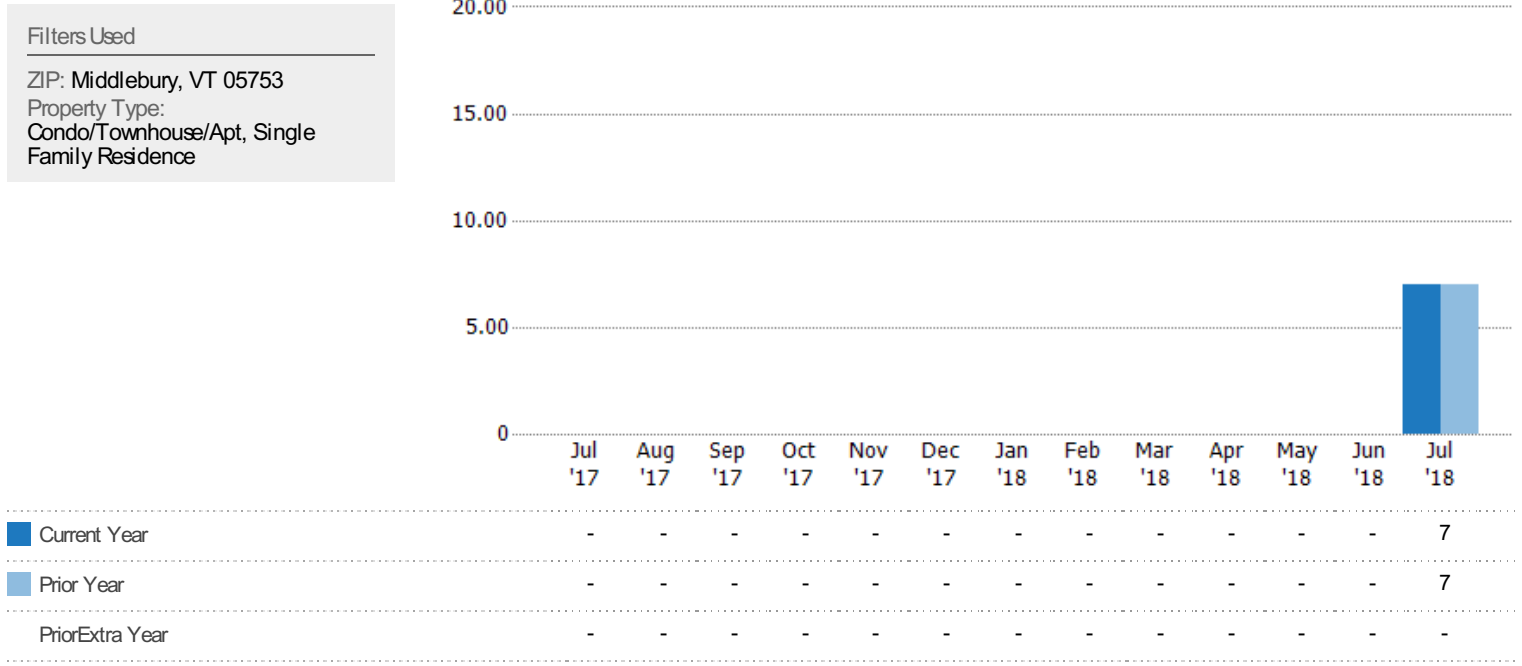 Filters Used
ZIP: Middlebury, VT 05753
Property Type:
Condo/Townhouse/Apt, Single
Family Residence
20.00
15.00
10.00
5.00
0
Jul Aug Sep Oct Nov Dec Jan Feb Mar Apr May Jun Jul
'17 '17 '17 '17 '17 '17 '18 '18 '18 '18 '18 '18 '18
Current Year - - - - - - - - - - - - 7
Prior Year - - - - - - - - - - - - 7
PriorExtra Year - - - - - - - - - - - - -